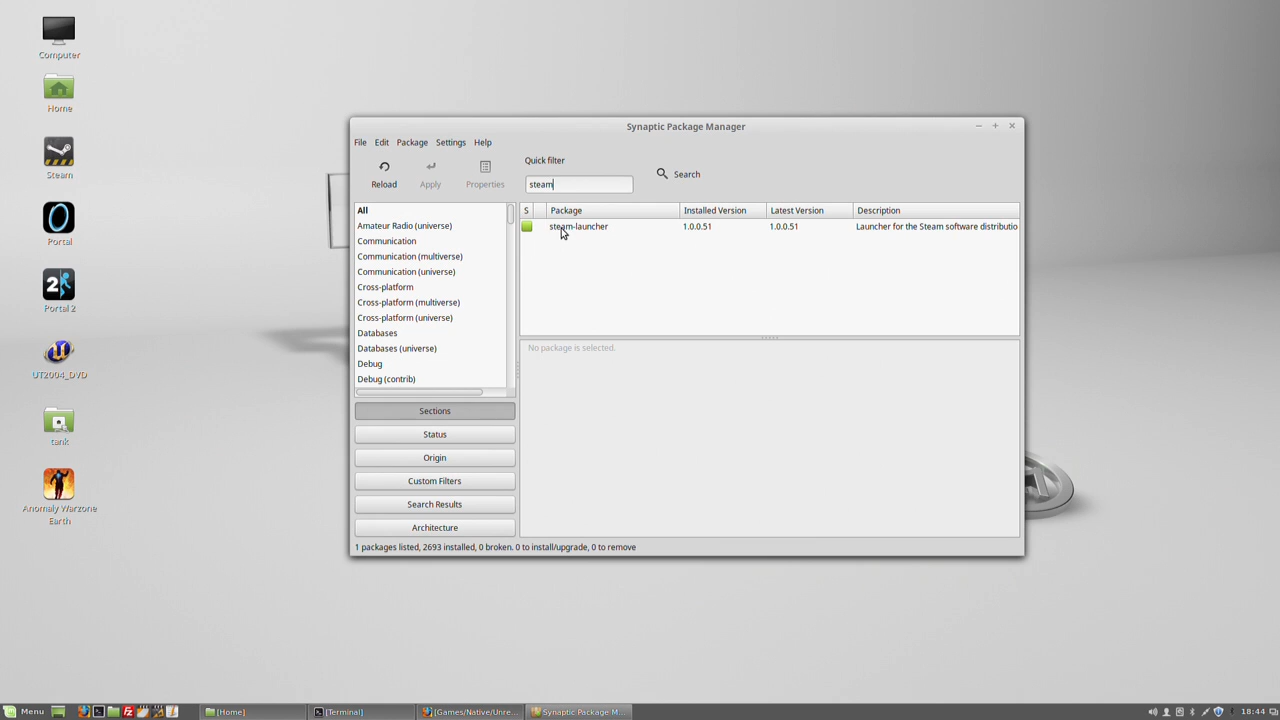 Computer
Home
Steam
Portal
2
Portal 2
UT2004_DVD
tank
Anomaly Warzone
Earth
Synaptic Package Manager
File Edit Package Settings Help
Reload Apply Properties
Quick filter
steam
Search
All
Amateur Radio (universe)
Communication
Communication (multiverse)
Communication (universe)
Cross-platform
Cross-platform (multiverse)
Cross-platform (universe)
Databases
Databases (universe)
Debug
Debug (contrib)
Sections
Status
Origin
Custom Filters
Search Results
Architecture
S Package Installed Version Latest Version Description
steam-launcher 1.0.0.51 1.0.0.51 Launcher for the Steam software distributio
No package is selected.
1 packages listed, 2693 installed, 0 broken. 0 to install/upgrade, 0 to remove
Menu [Home] [Terminal] [Games/Native/Unre... Synaptic Package M... 18:44